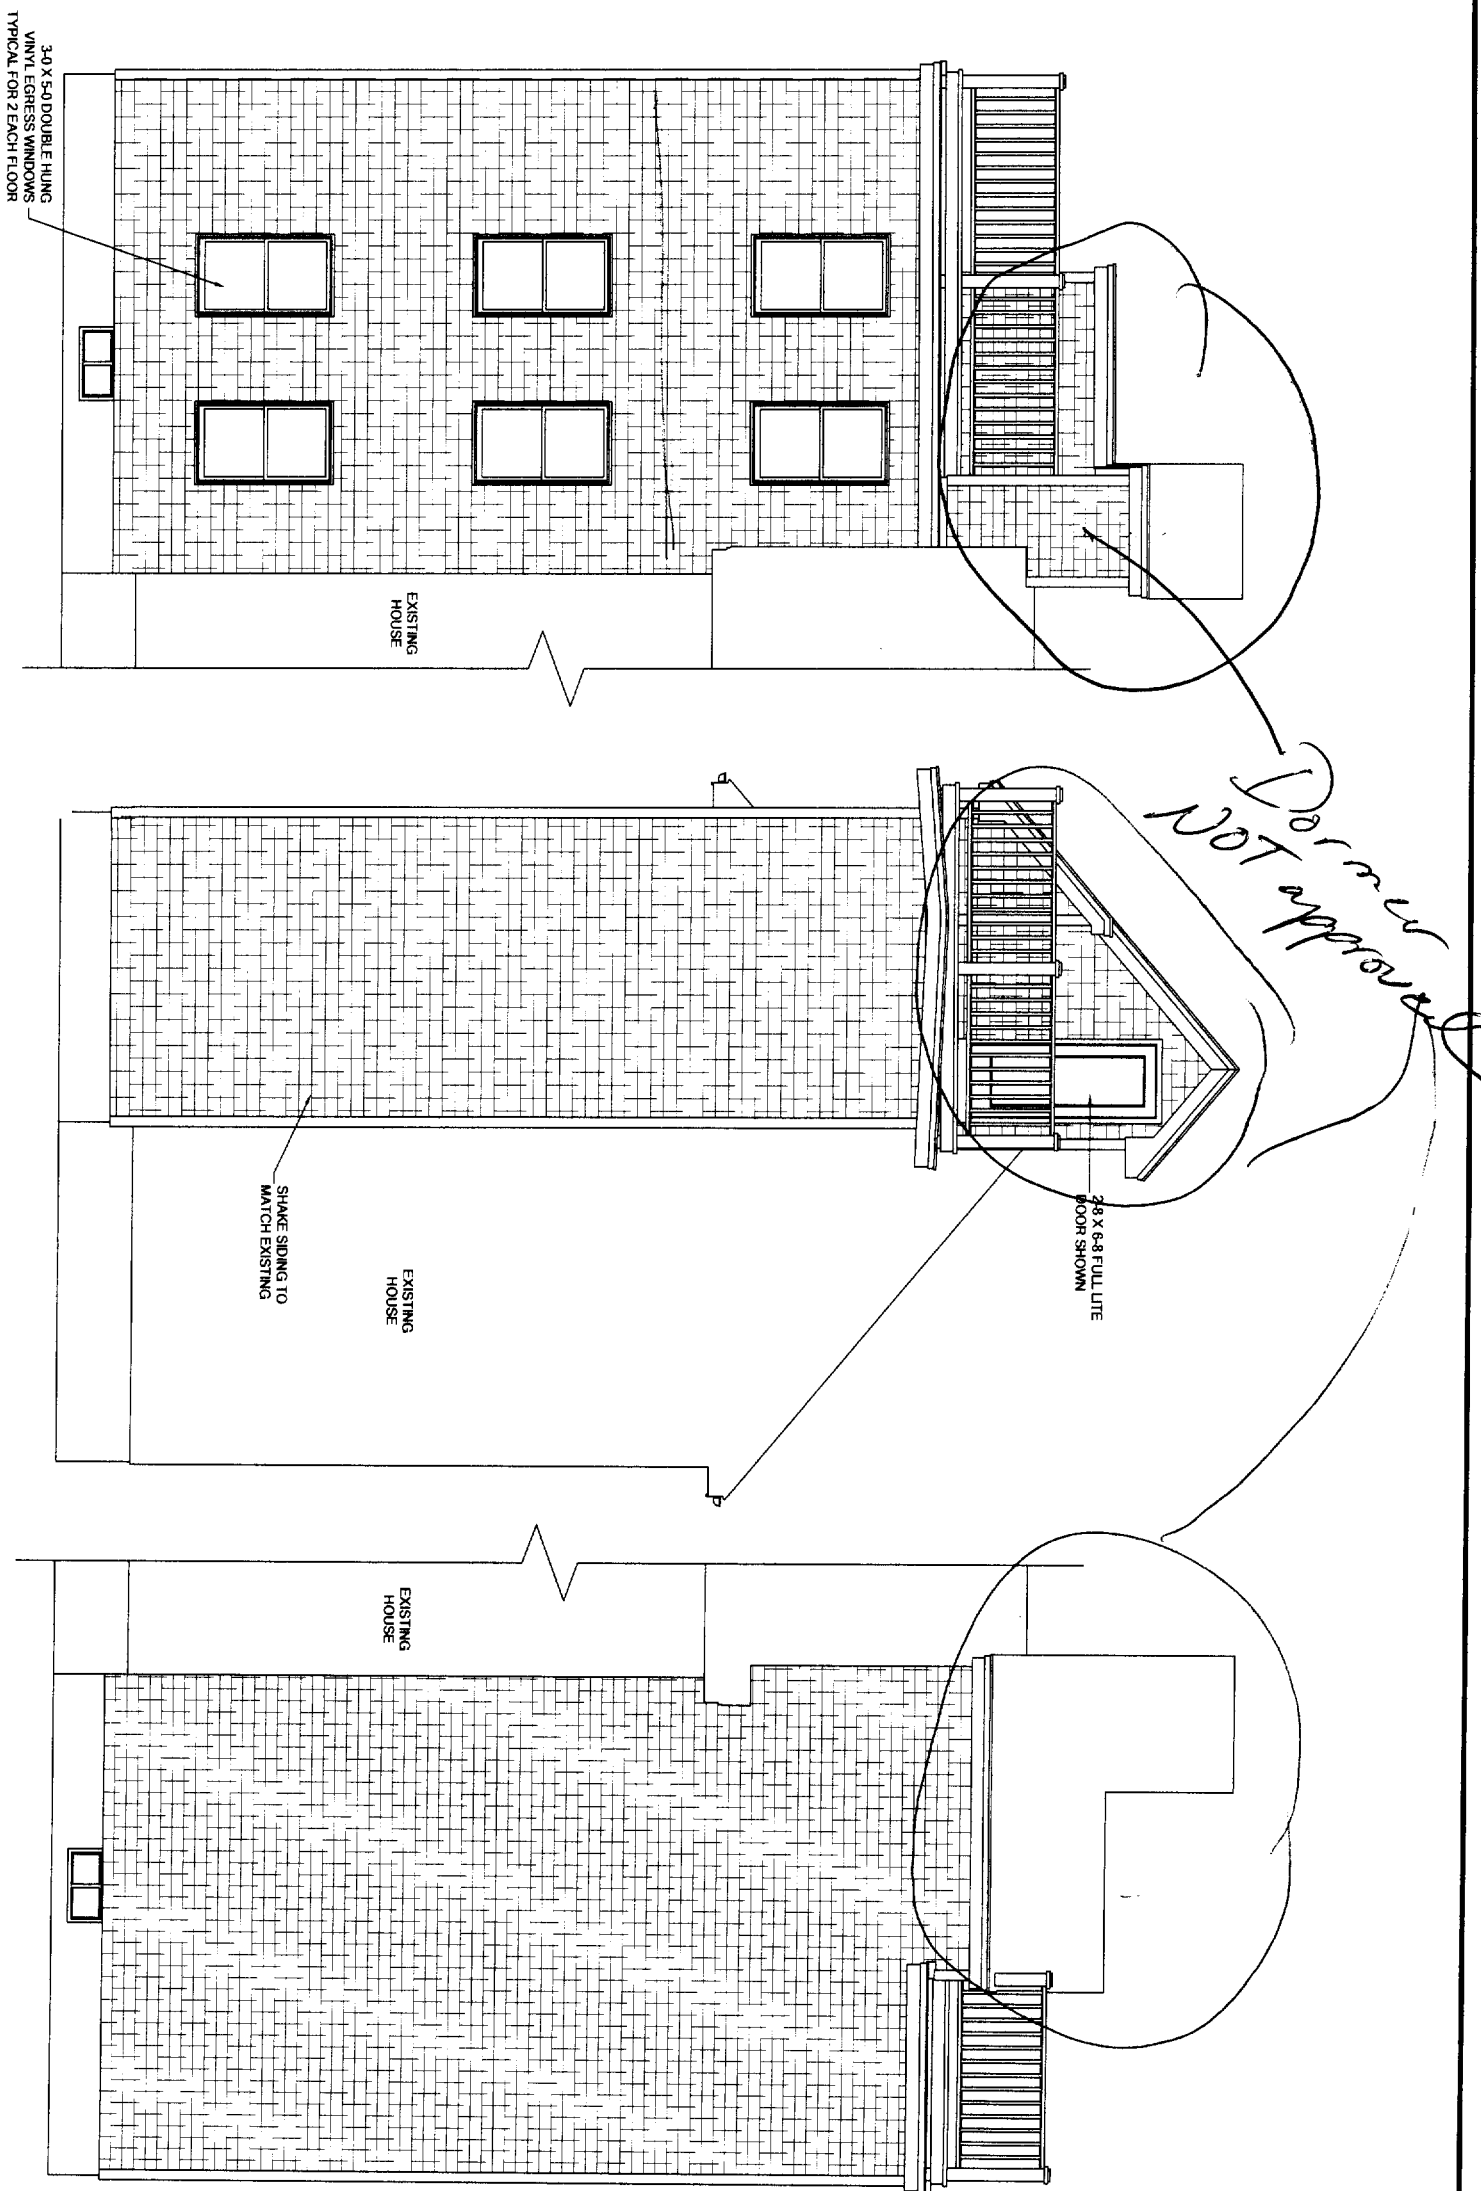 3-0 X 5-0 DOUBLE HUNG
VINYL EGRESS WINDOWS
TYPICAL FOR 2 EACH FLOOR
EXISTING
HOUSE
Dormer
NOT approved
2-8 X 6-8 FULL LITE
DOOR SHOWN
SHAKE SIDING TO
MATCH EXISTING
EXISTING
HOUSE
EXISTING
HOUSE